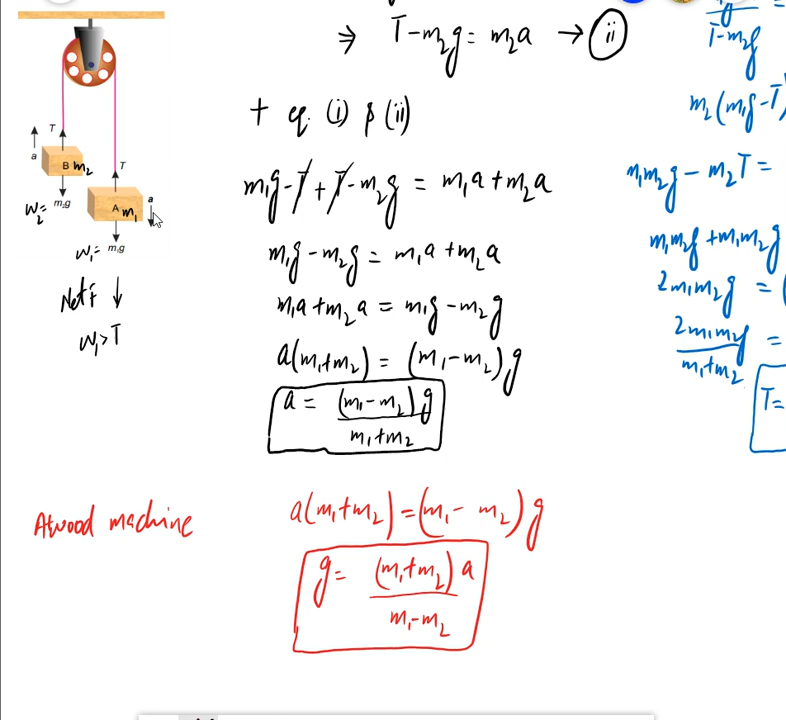 ⇒ T-m₂g = m₂a → (ii)
+ eq. (i) & (ii)
m₁g-T+T-m₂g = m₁a+m₂a
m₁g-m₂g = m₁a+m₂a
m₁a+m₂a = m₁g-m₂g
a(m₁+m₂) = (m₁-m₂)g
a = (m₁-m₂)g
m₁+m₂
T
a
B m₂
T
W₂= m₂g
a
A m₁
W₁= m₁g
Net F ↓
W₁>T
Atwood machine
a(m₁+m₂)=(m₁-m₂)g
g= (m₁+m₂)a
m₁-m₂
T-m₂g
m₂(m₁g-T)
m₁m₂g-m₂T=
m₁m₂g+m₁m₂g
2m₁m₂g =
2m₁m₂g =
m₁+m₂
T=